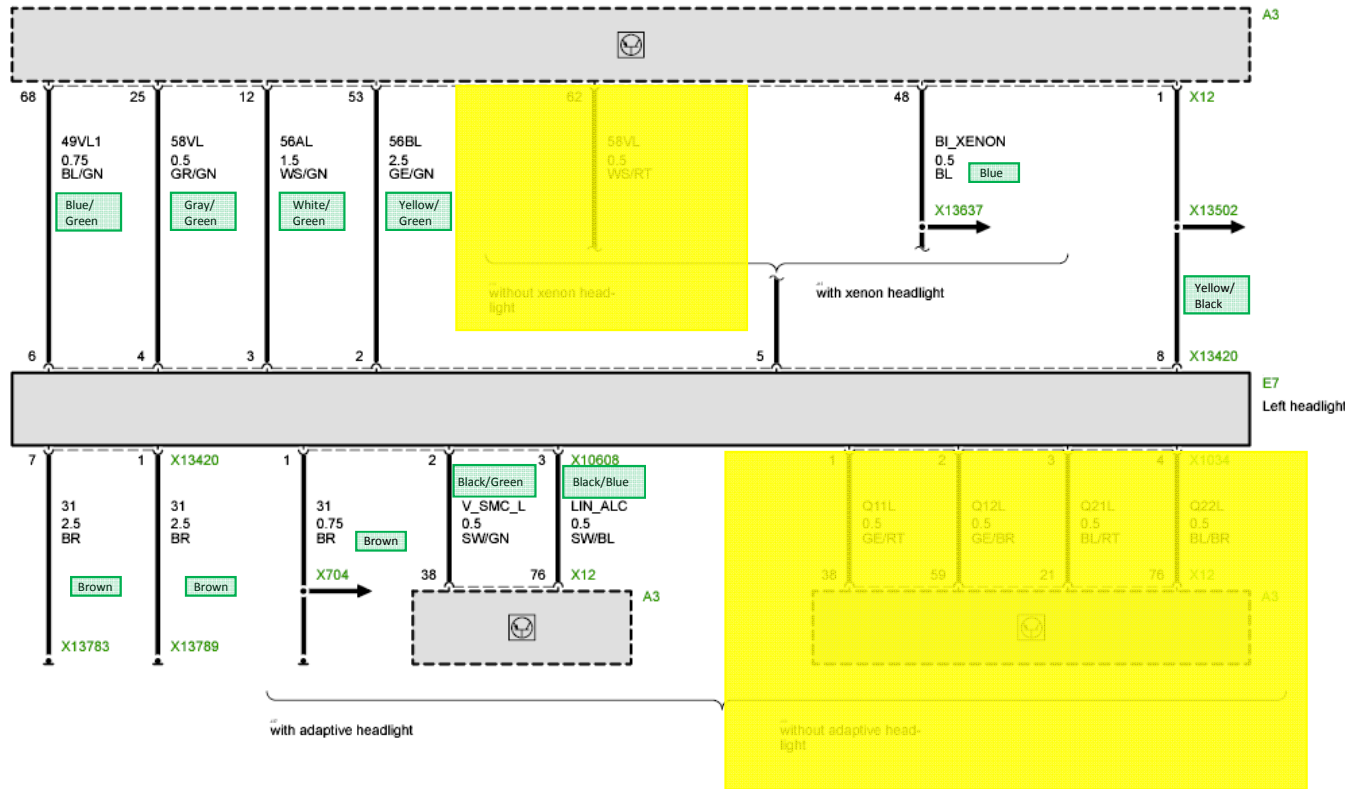 A3
68 25 12 53 62 48 1 X12
49VL1
0.75
BL/GN
Blue/
Green
58VL
0.5
GR/GN
Gray/
Green
56AL
1.5
WS/GN
White/
Green
56BL
2.5
GE/GN
Yellow/
Green
58VL
0.5
WS/RT
BI_XENON
0.5
BL
Blue
X13637
X13502
without xenon head-
light
with xenon headlight
Yellow/
Black
6 4 3 2 5 8 X13420
E7
Left headlight
7 1 X13420 1 2 3 X10608 1 2 3 4 X1034
31
2.5
BR
Brown
X13783
31
2.5
BR
Brown
X13789
31
0.75
BR
Brown
X704
Black/Green
V_SMC_L
0.5
SW/GN
Black/Blue
LIN_ALC
0.5
SW/BL
38 76 X12
A3
Q11L
0.5
GE/RT
Q12L
0.5
GE/BR
Q21L
0.5
BL/RT
Q22L
0.5
BL/BR
38 59 21 76 X12
A3
with adaptive headlight
without adaptive head-
light